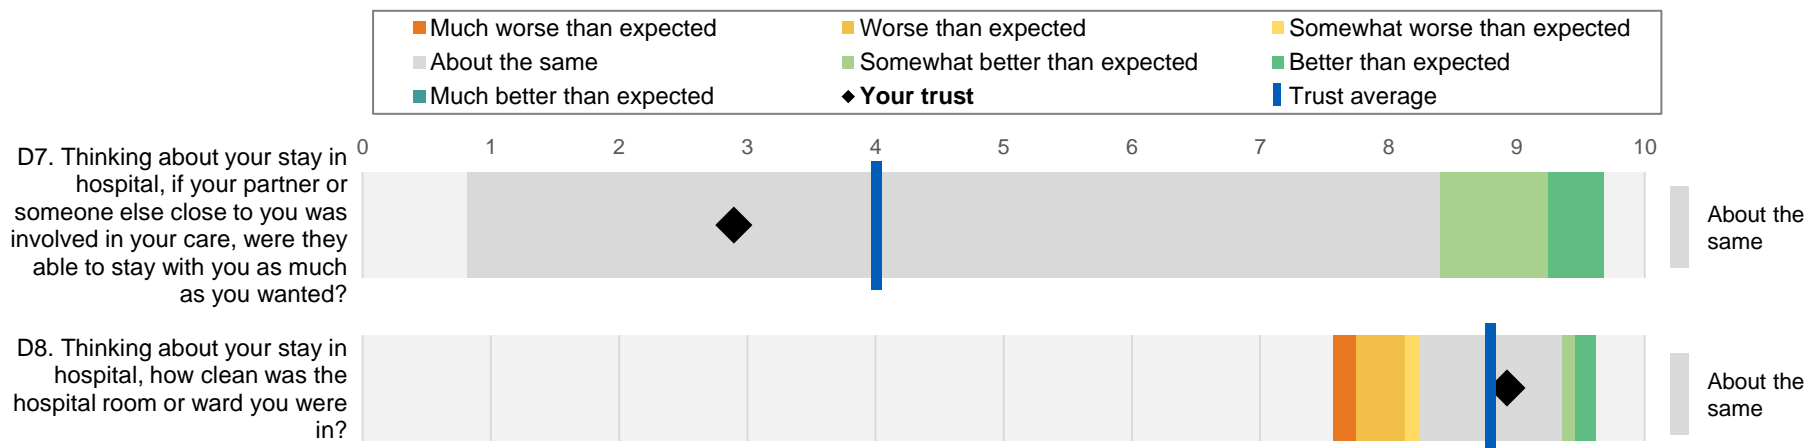 Much worse than expected
Worse than expected
Somewhat worse than expected
About the same
Somewhat better than expected
Better than expected
Much better than expected
Your trust
Trust average
0 1 2 3 4 5 6 7 8 9 10
D7. Thinking about your stay in
hospital, if your partner or
someone else close to you was
involved in your care, were they
able to stay with you as much
as you wanted?
About the
same
D8. Thinking about your stay in
hospital, how clean was the
hospital room or ward you were
in?
About the
same